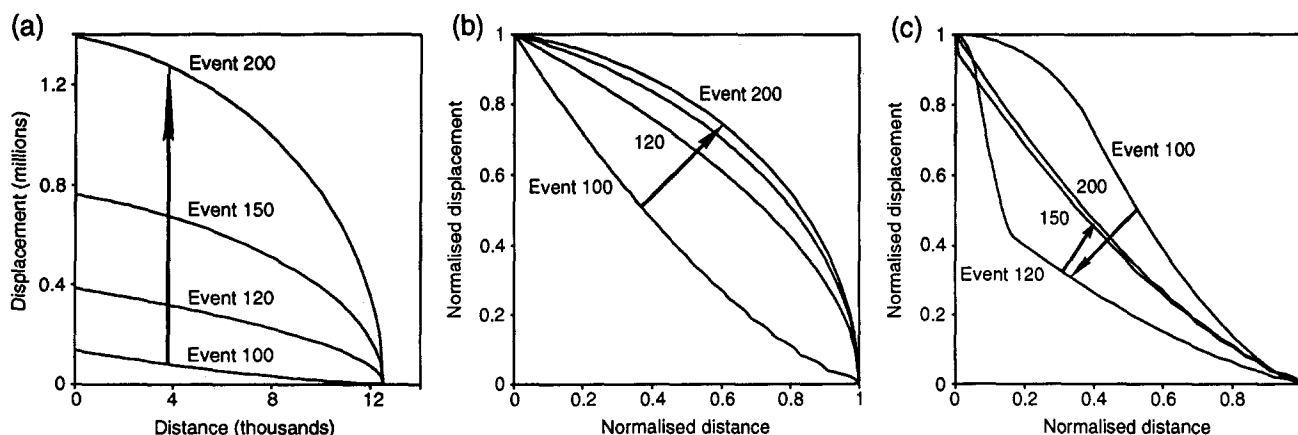 (a)
Displacement (millions)
1.2
0.8
0.4
0
Event 200
Event 150
Event 120
Event 100
0
4
8
12
Distance (thousands)
(b)
Normalised displacement
1
0.8
0.6
0.4
0.2
0
Event 200
120
Event 100
0
0.2
0.4
0.6
0.8
1
Normalised distance
(c)
Normalised displacement
1
0.8
0.6
0.4
0.2
0
Event 100
200
150
Event 120
0
0.2
0.4
0.6
0.8
Normalised distance